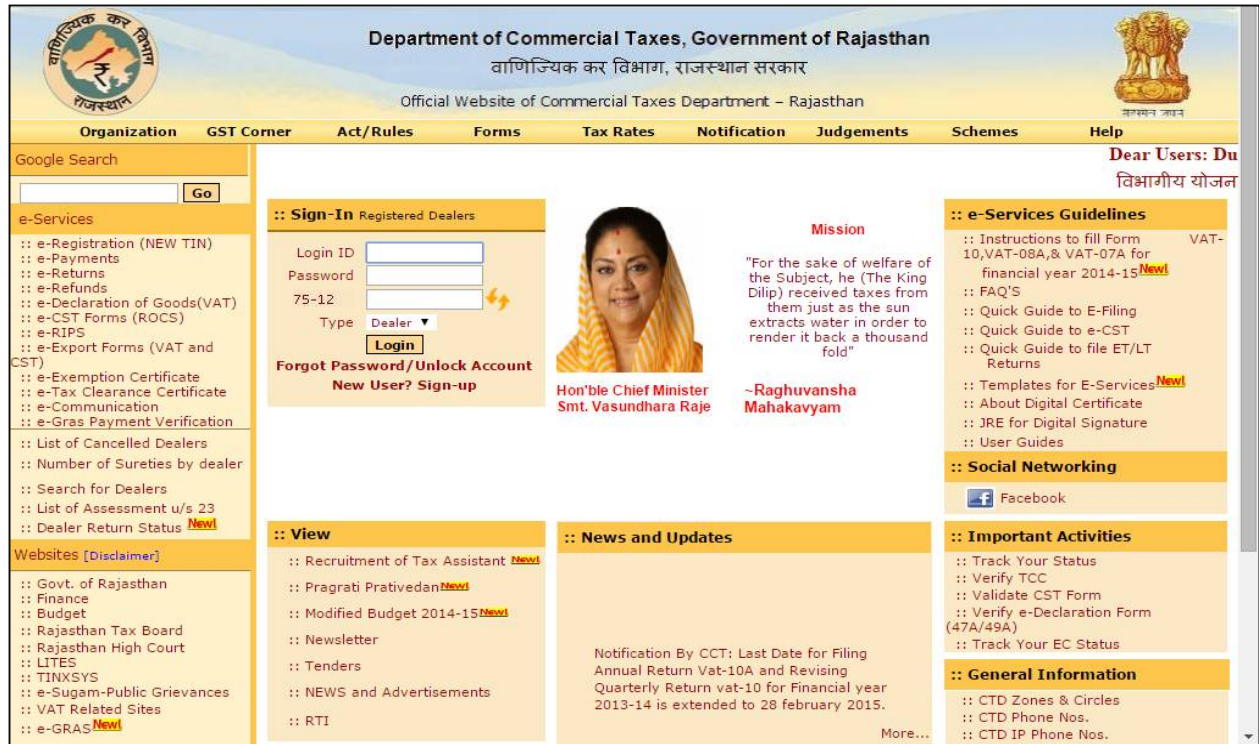 वाणिज्यिक कर विभाग
राजस्थान
Department of Commercial Taxes, Government of Rajasthan
वाणिज्यिक कर विभाग, राजस्थान सरकार
Official Website of Commercial Taxes Department – Rajasthan
सत्यमेव जयते
Organization GST Corner Act/Rules Forms Tax Rates Notification Judgements Schemes Help
Google Search
Go
e-Services
:: e-Registration (NEW TIN)
:: e-Payments
:: e-Returns
:: e-Refunds
:: e-Declaration of Goods(VAT)
:: e-CST Forms (ROCS)
:: e-RIPS
:: e-Export Forms (VAT and
CST)
:: e-Exemption Certificate
:: e-Tax Clearance Certificate
:: e-Communication
:: e-Gras Payment Verification
:: List of Cancelled Dealers
:: Number of Sureties by dealer
:: Search for Dealers
:: List of Assessment u/s 23
:: Dealer Return Status New!
Websites [Disclaimer]
:: Govt. of Rajasthan
:: Finance
:: Budget
:: Rajasthan Tax Board
:: Rajasthan High Court
:: LITES
:: TINXSYS
:: e-Sugam-Public Grievances
:: VAT Related Sites
:: e-GRAS New!
Dear Users: Du
विभागीय योजन
:: Sign-In Registered Dealers
Login ID
Password
75-12
Type Dealer
Login
Forgot Password/Unlock Account
New User? Sign-up
Hon'ble Chief Minister
Smt. Vasundhara Raje
Mission
"For the sake of welfare of
the Subject, he (The King
Dilip) received taxes from
them just as the sun
extracts water in order to
render it back a thousand
fold"
~Raghuvansha
Mahakavyam
:: e-Services Guidelines
:: Instructions to fill Form VAT-
10,VAT-08A,& VAT-07A for
financial year 2014-15 New!
:: FAQ'S
:: Quick Guide to E-Filing
:: Quick Guide to e-CST
:: Quick Guide to file ET/LT
Returns
:: Templates for E-Services New!
:: About Digital Certificate
:: JRE for Digital Signature
:: User Guides
:: Social Networking
Facebook
:: View
:: Recruitment of Tax Assistant New!
:: Pragrati Prativedan New!
:: Modified Budget 2014-15 New!
:: Newsletter
:: Tenders
:: NEWS and Advertisements
:: RTI
:: News and Updates
Notification By CCT: Last Date for Filing
Annual Return Vat-10A and Revising
Quarterly Return vat-10 for Financial year
2013-14 is extended to 28 february 2015.
More...
:: Important Activities
:: Track Your Status
:: Verify TCC
:: Validate CST Form
:: Verify e-Declaration Form
(47A/49A)
:: Track Your EC Status
:: General Information
:: CTD Zones & Circles
:: CTD Phone Nos.
:: CTD IP Phone Nos.